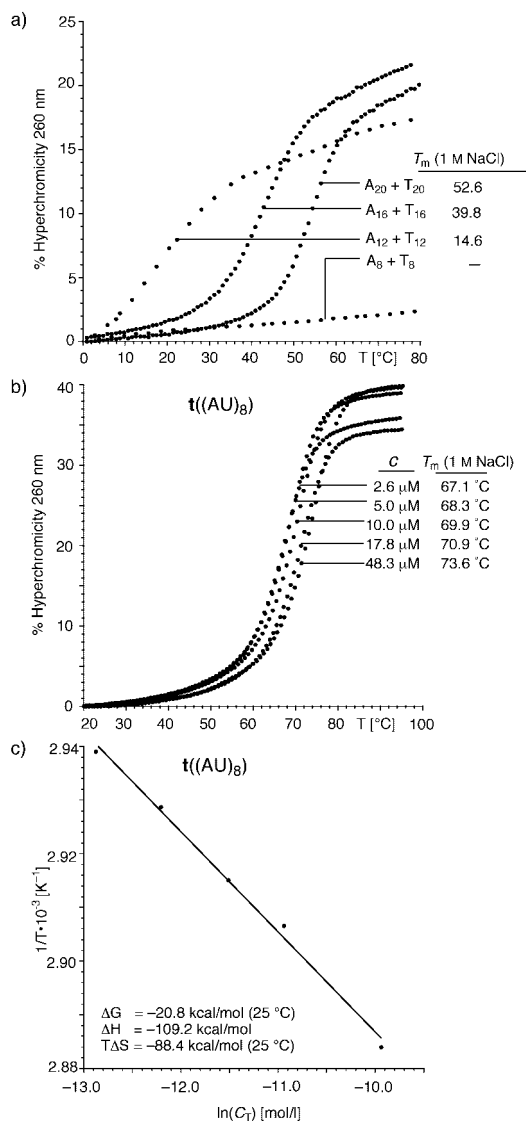 a)
25
20
15
10
5
0
% Hyperchromicity 260 nm
Tm (1 M NaCl)
A20 + T20 52.6
A16 + T16 39.8
A12 + T12 14.6
A8 + T8 —
0 10 20 30 40 50 60 T [°C] 80
b)
t((AU)8)
40
30
20
10
0
% Hyperchromicity 260 nm
c Tm (1 M NaCl)
2.6 µM 67.1 °C
5.0 µM 68.3 °C
10.0 µM 69.9 °C
17.8 µM 70.9 °C
48.3 µM 73.6 °C
20 30 40 50 60 70 T [°C] 100
c)
t((AU)8)
2.94
2.92
2.90
2.88
1/T•10⁻³ [K⁻¹]
ΔG = –20.8 kcal/mol (25 °C)
ΔH = –109.2 kcal/mol
TΔS = –88.4 kcal/mol (25 °C)
–13.0 –12.0 –11.0 –10.0
ln(CT) [mol/l]